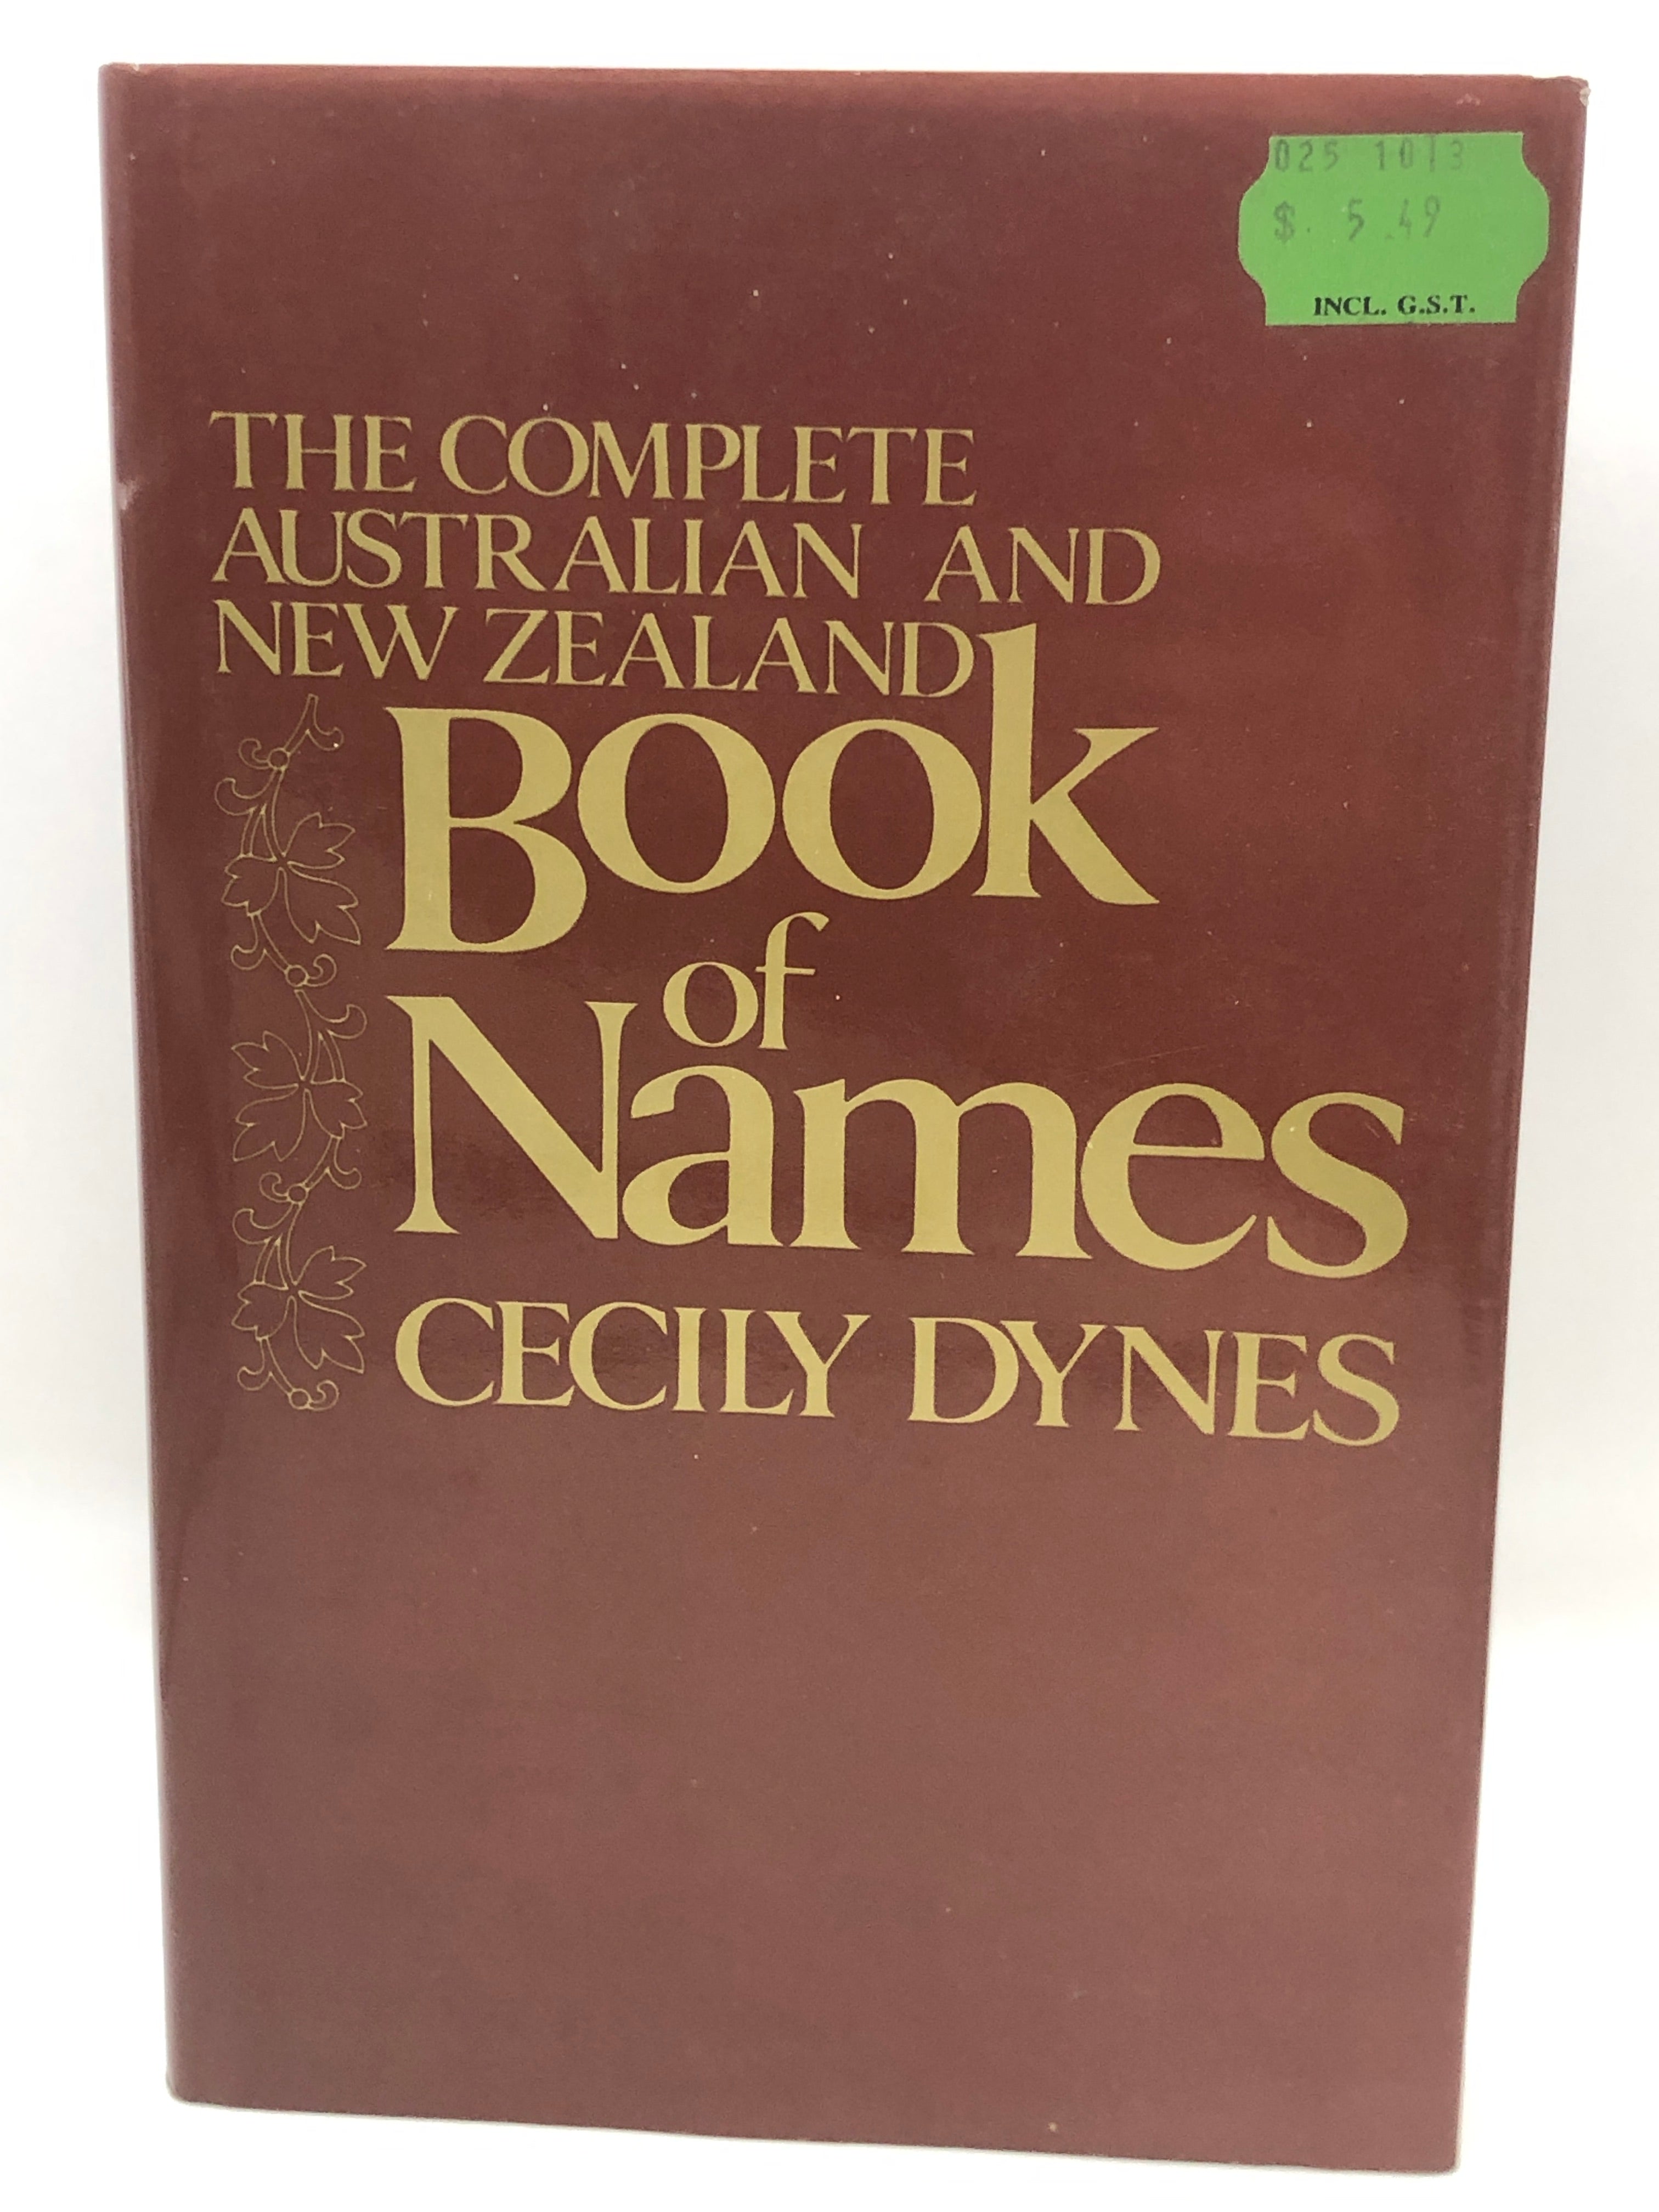 025 1013
$. 5.49
INCL. G.S.T.
THE COMPLETE
AUSTRALIAN AND
NEW ZEALAND
Book
of
Names
CECILY DYNES